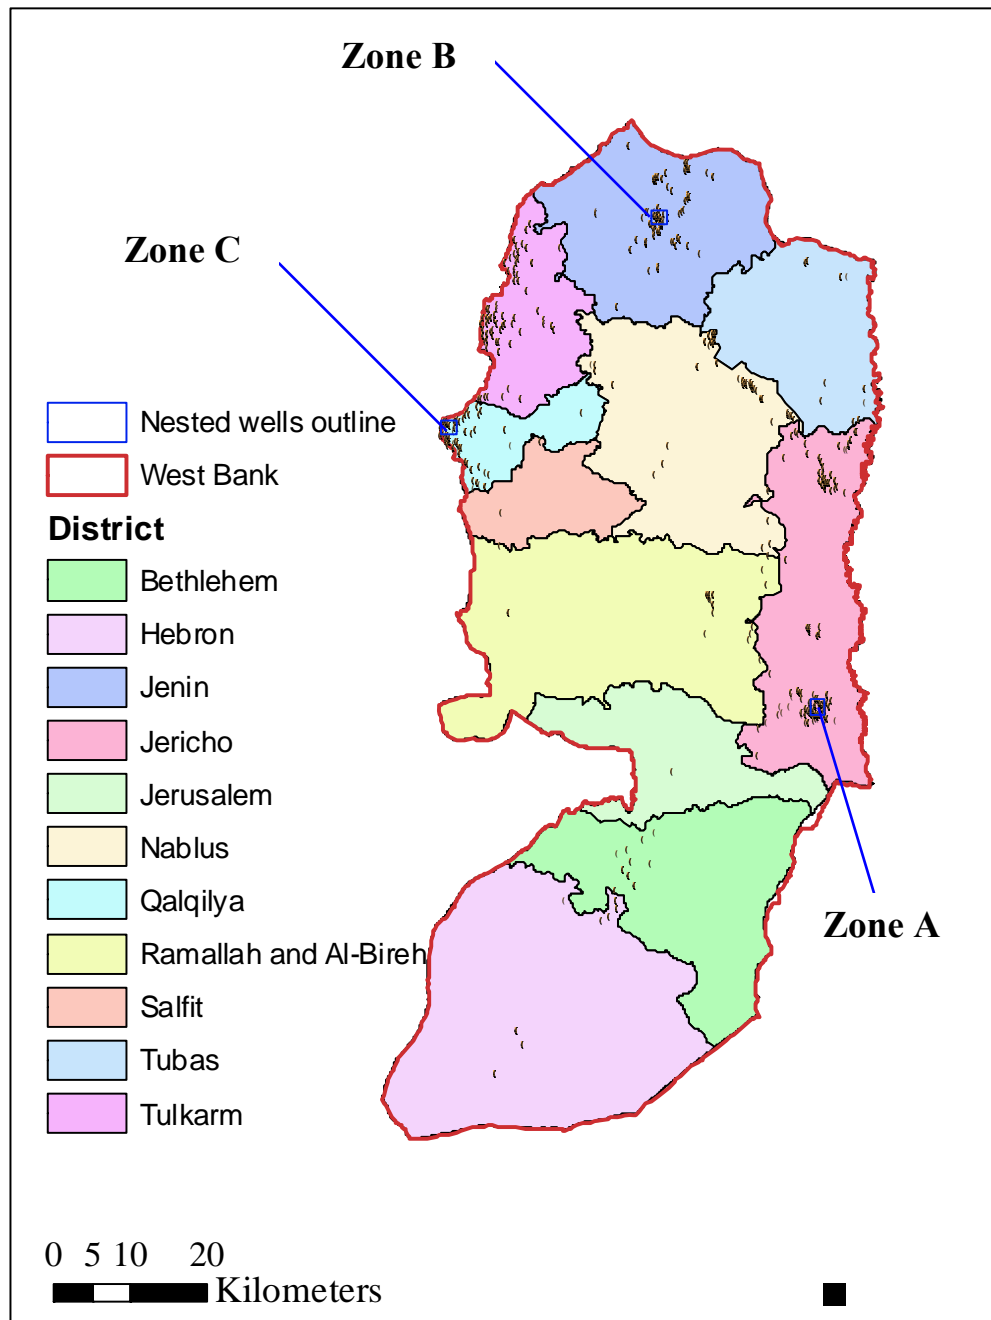 Zone B
Zone C
Nested wells outline
West Bank
District
Bethlehem
Hebron
Jenin
Jericho
Jerusalem
Nablus
Qalqilya
Ramallah and Al-Bireh
Salfit
Tubas
Tulkarm
Zone A
0 5 10 20
Kilometers